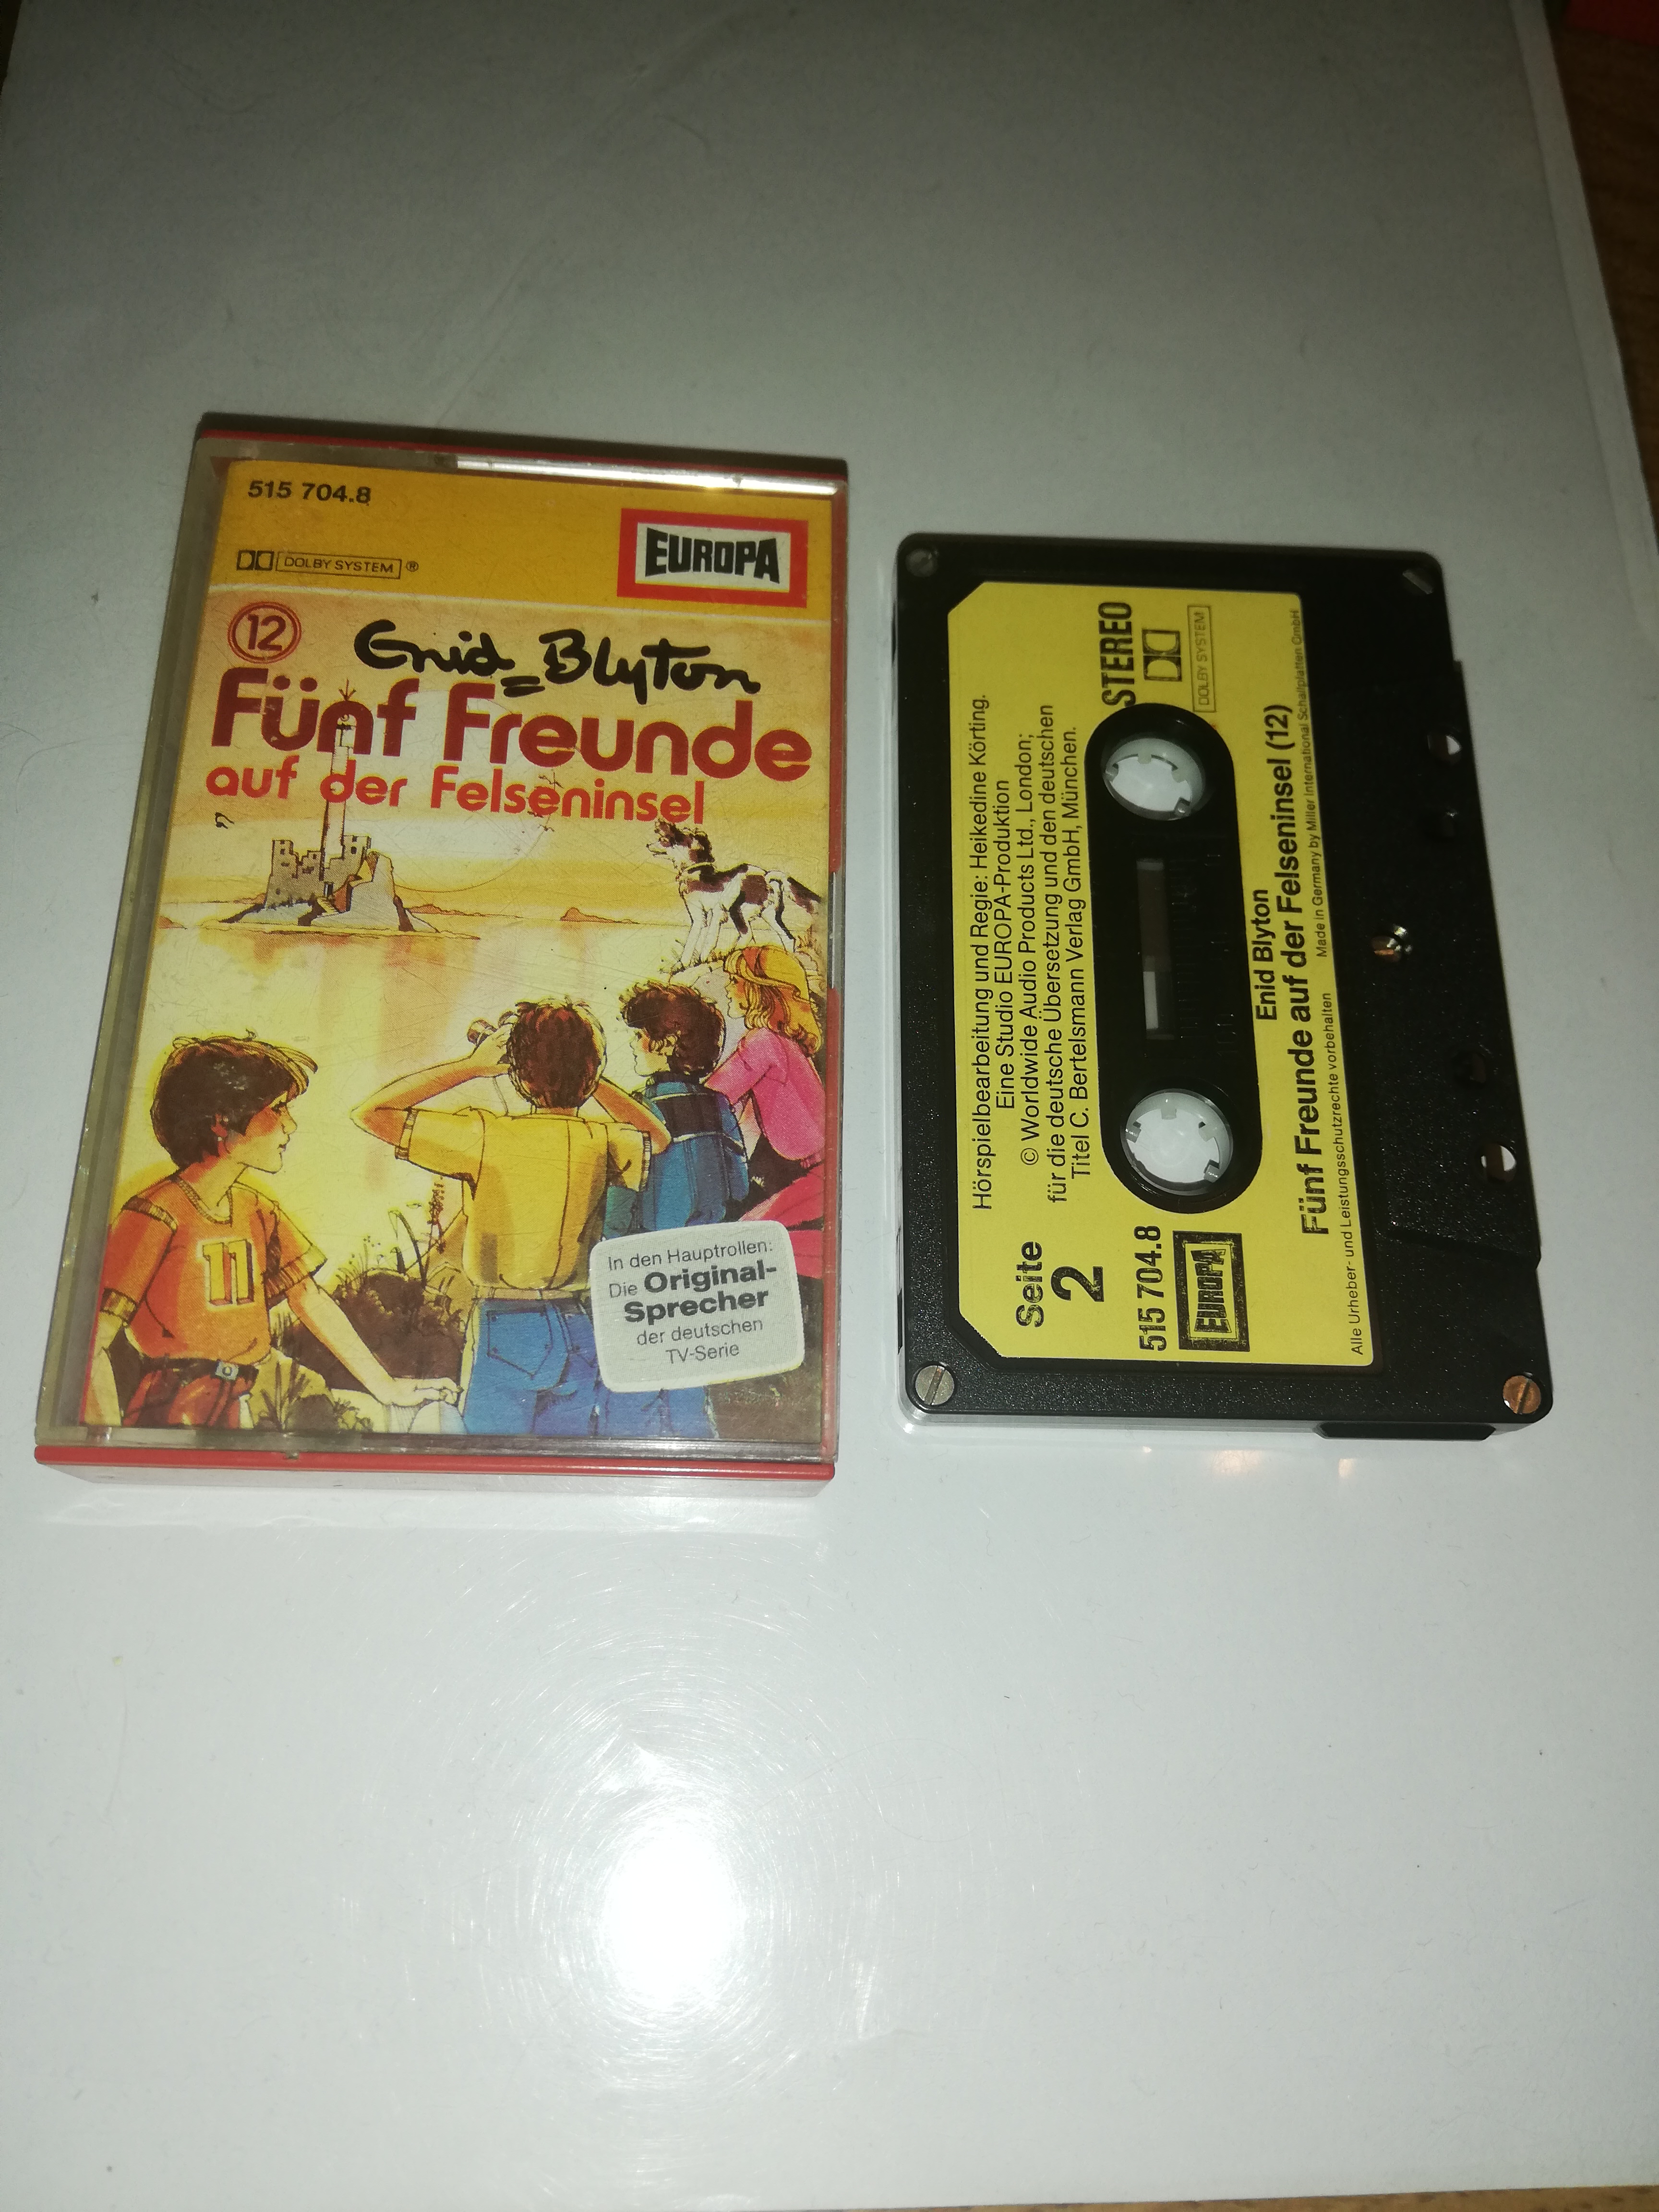 515 704.8
DOLBY SYSTEM ®
EUROPA
12
Enid Blyton
Fünf Freunde
auf der Felseninsel
11
In den Hauptrollen:
Die Original-
Sprecher
der deutschen
TV-Serie
Hörspielbearbeitung und Regie: Heikedine Körting.
Eine Studio EUROPA-Produktion
© Worldwide Audio Products Ltd., London;
für die deutsche Übersetzung und den deutschen
Titel C. Bertelsmann Verlag GmbH, München.
Seite
2
STEREO
DOLBY SYSTEM
515 704.8
EUROPA
Enid Blyton
Fünf Freunde auf der Felseninsel (12)
Alle Urheber- und Leistungsschutzrechte vorbehalten Made in Germany by Miller International Schallplatten GmbH